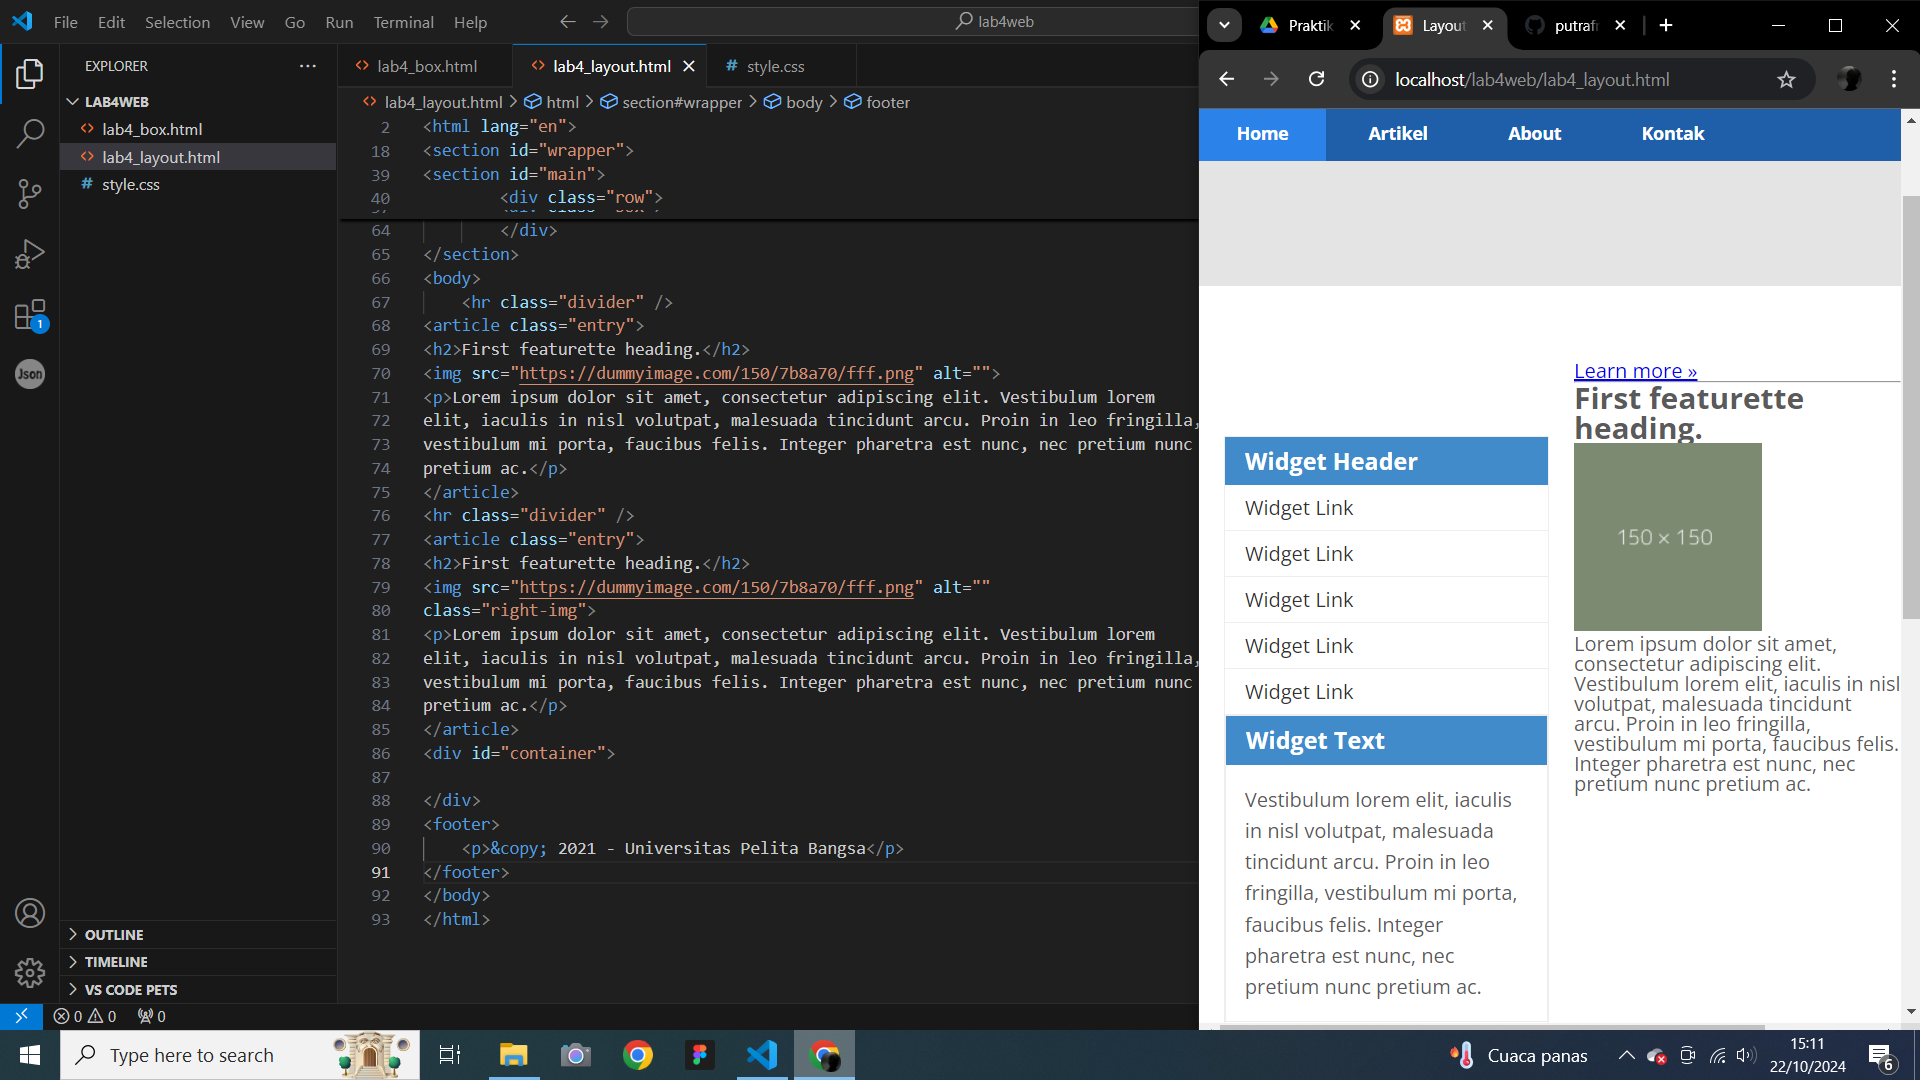 File Edit Selection View Go Run Terminal Help
lab4web
EXPLORER
LAB4WEB
lab4_box.html
lab4_layout.html
style.css
1
Json
OUTLINE
TIMELINE
VS CODE PETS
lab4_box.html lab4_layout.html # style.css
lab4_layout.html > html > section#wrapper > body > footer
2 <html lang="en">
18 <section id="wrapper">
39 <section id="main">
40 <div class="row">
64 </div>
65 </section>
66 <body>
67 <hr class="divider" />
68 <article class="entry">
69 <h2>First featurette heading.</h2>
70 <img src="https://dummyimage.com/150/7b8a70/fff.png" alt="">
71 <p>Lorem ipsum dolor sit amet, consectetur adipiscing elit. Vestibulum lorem
72 elit, iaculis in nisl volutpat, malesuada tincidunt arcu. Proin in leo fringilla,
73 vestibulum mi porta, faucibus felis. Integer pharetra est nunc, nec pretium nunc
74 pretium ac.</p>
75 </article>
76 <hr class="divider" />
77 <article class="entry">
78 <h2>First featurette heading.</h2>
79 <img src="https://dummyimage.com/150/7b8a70/fff.png" alt=""
80 class="right-img">
81 <p>Lorem ipsum dolor sit amet, consectetur adipiscing elit. Vestibulum lorem
82 elit, iaculis in nisl volutpat, malesuada tincidunt arcu. Proin in leo fringilla,
83 vestibulum mi porta, faucibus felis. Integer pharetra est nunc, nec pretium nunc
84 pretium ac.</p>
85 </article>
86 <div id="container">
87
88 </div>
89 <footer>
90 <p>&copy; 2021 - Universitas Pelita Bangsa</p>
91 </footer>
92 </body>
93 </html>
0 0 0
Praktik Layout putrafr
localhost/lab4web/lab4_layout.html
Home Artikel About Kontak
Learn more »
First featurette
heading.
150 × 150
Lorem ipsum dolor sit amet,
consectetur adipiscing elit.
Vestibulum lorem elit, iaculis in nisl
volutpat, malesuada tincidunt
arcu. Proin in leo fringilla,
vestibulum mi porta, faucibus felis.
Integer pharetra est nunc, nec
pretium nunc pretium ac.
Widget Header
Widget Link
Widget Link
Widget Link
Widget Link
Widget Link
Widget Text
Vestibulum lorem elit, iaculis
in nisl volutpat, malesuada
tincidunt arcu. Proin in leo
fringilla, vestibulum mi porta,
faucibus felis. Integer
pharetra est nunc, nec
pretium nunc pretium ac.
Type here to search
Cuaca panas
15:11
22/10/2024
6